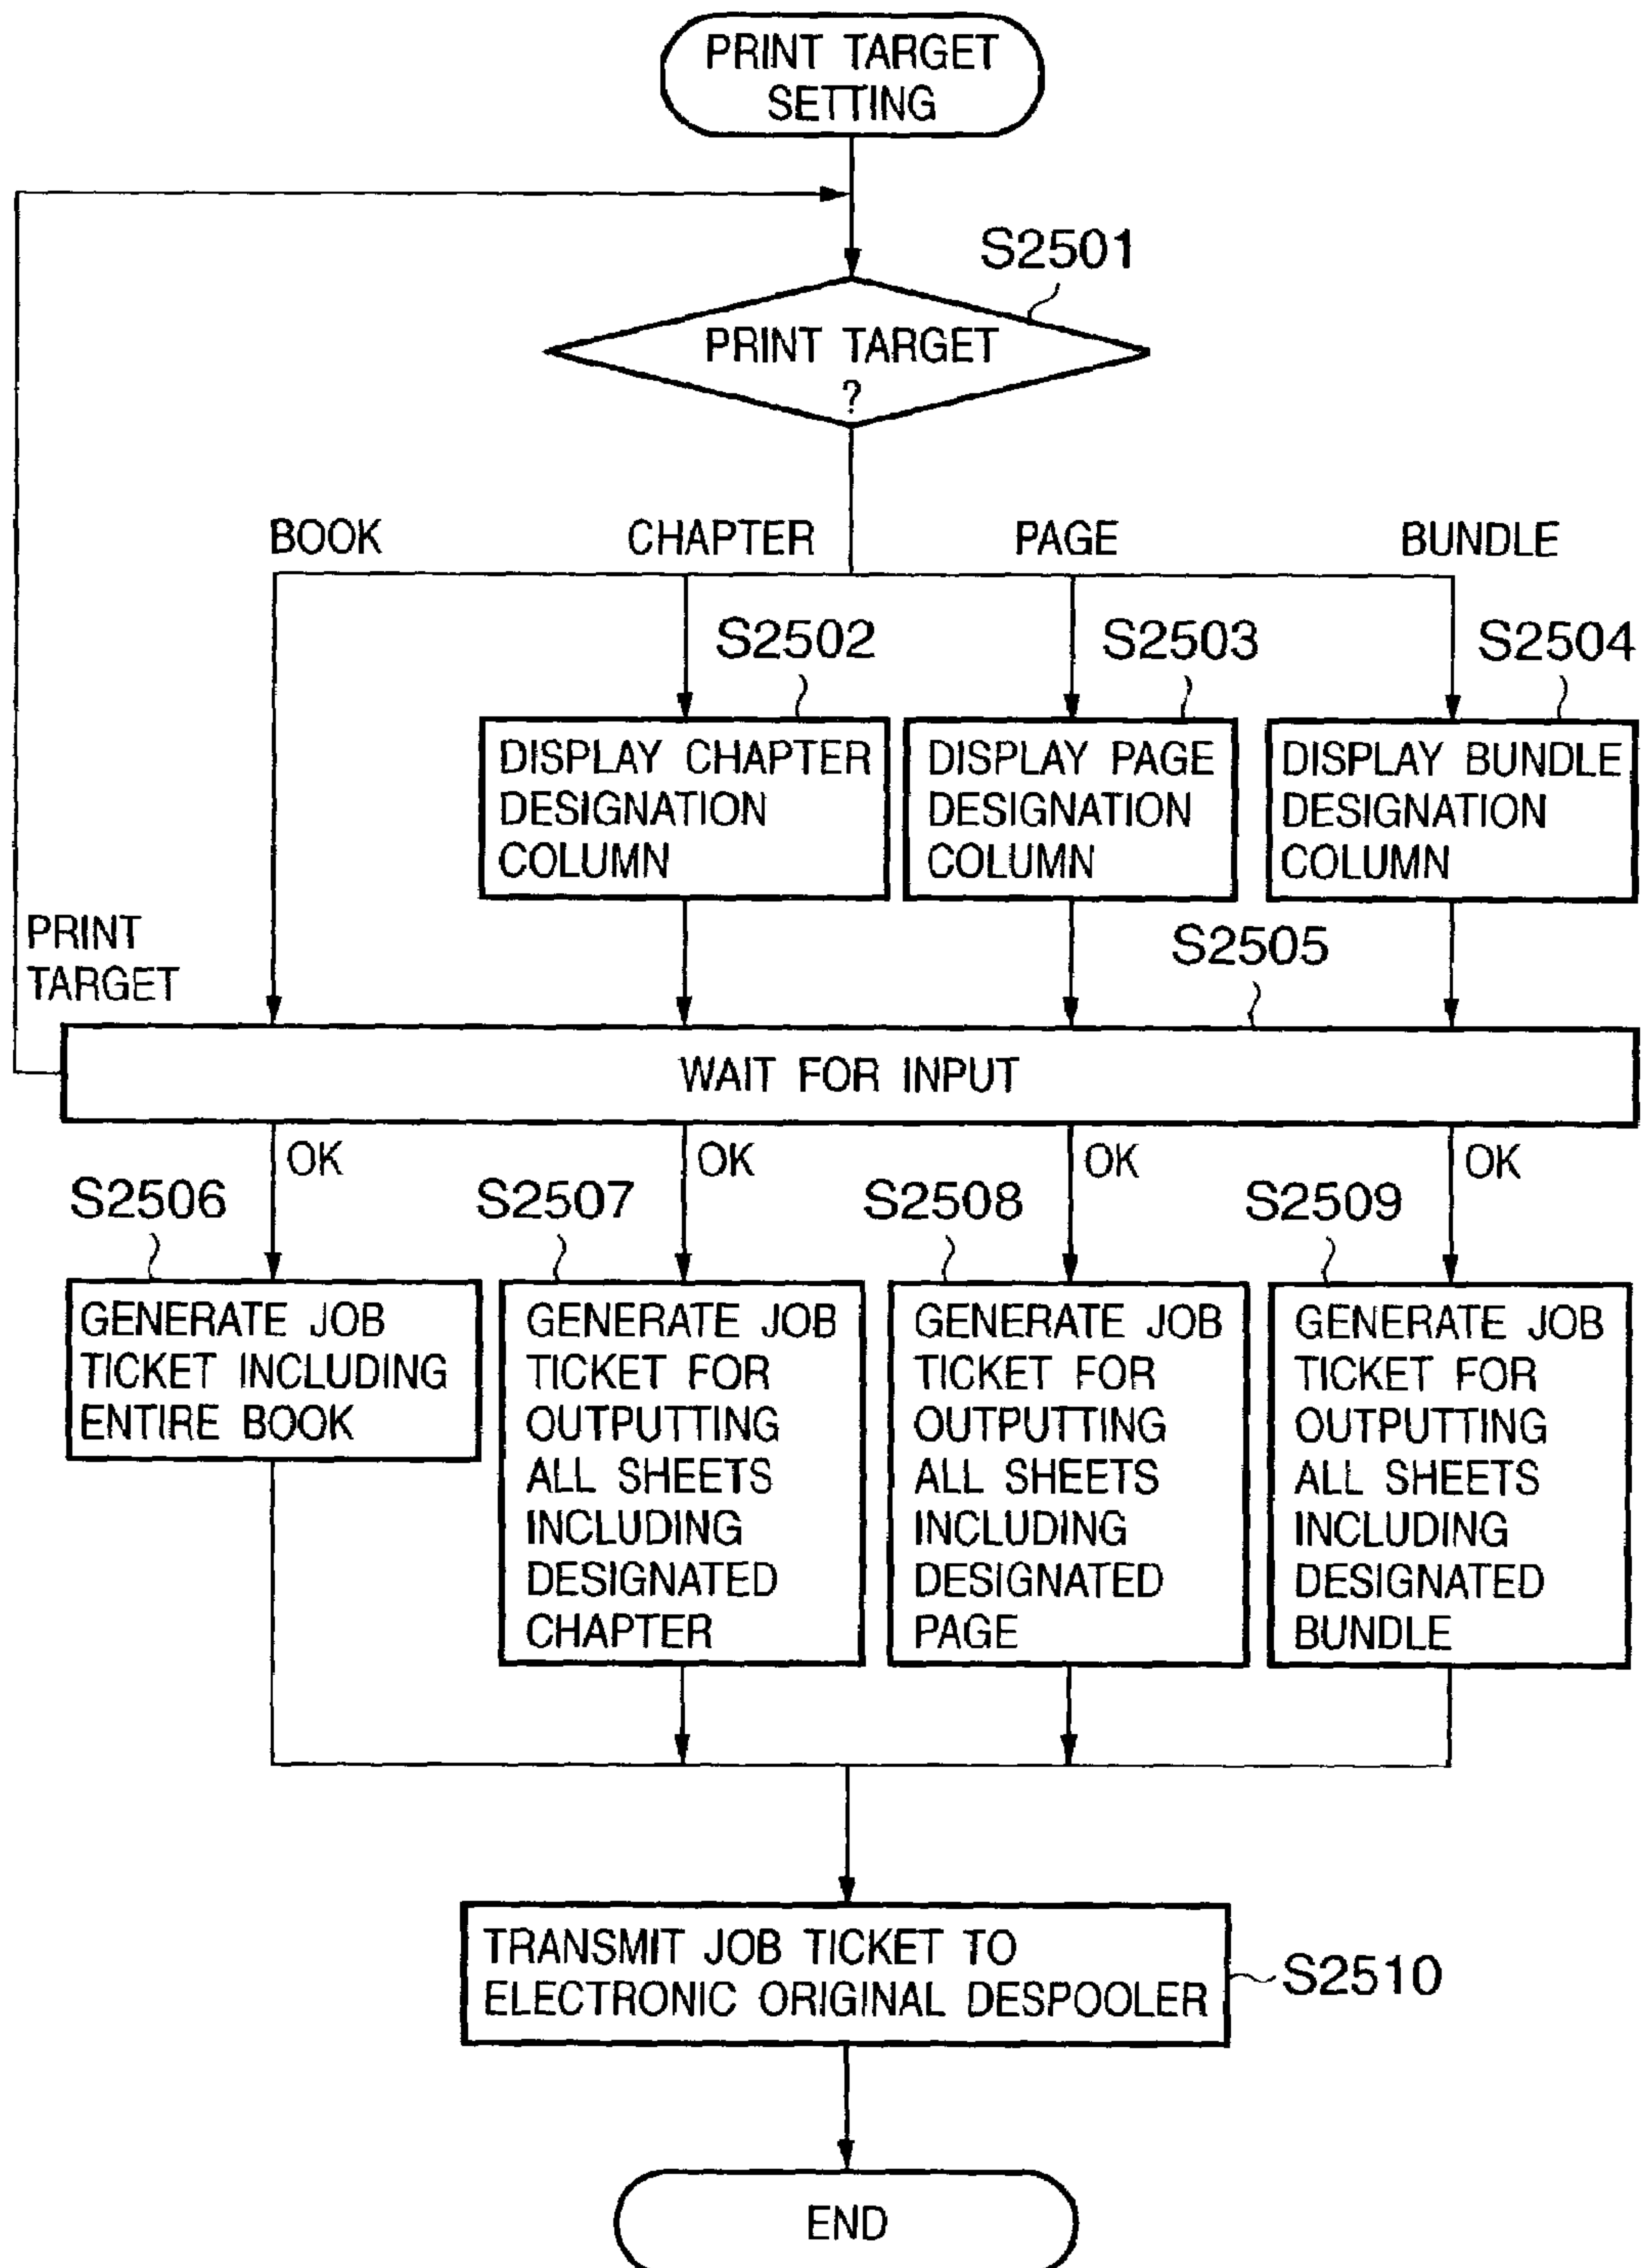 PRINT TARGET
SETTING
S2501
PRINT TARGET
?
BOOK
CHAPTER
PAGE
BUNDLE
S2502
S2503
S2504
DISPLAY CHAPTER
DESIGNATION
COLUMN
DISPLAY PAGE
DESIGNATION
COLUMN
DISPLAY BUNDLE
DESIGNATION
COLUMN
PRINT
TARGET
S2505
WAIT FOR INPUT
OK
OK
OK
OK
S2506
S2507
S2508
S2509
GENERATE JOB
TICKET INCLUDING
ENTIRE BOOK
GENERATE JOB
TICKET FOR
OUTPUTTING
ALL SHEETS
INCLUDING
DESIGNATED
CHAPTER
GENERATE JOB
TICKET FOR
OUTPUTTING
ALL SHEETS
INCLUDING
DESIGNATED
PAGE
GENERATE JOB
TICKET FOR
OUTPUTTING
ALL SHEETS
INCLUDING
DESIGNATED
BUNDLE
TRANSMIT JOB TICKET TO
ELECTRONIC ORIGINAL DESPOOLER
S2510
END